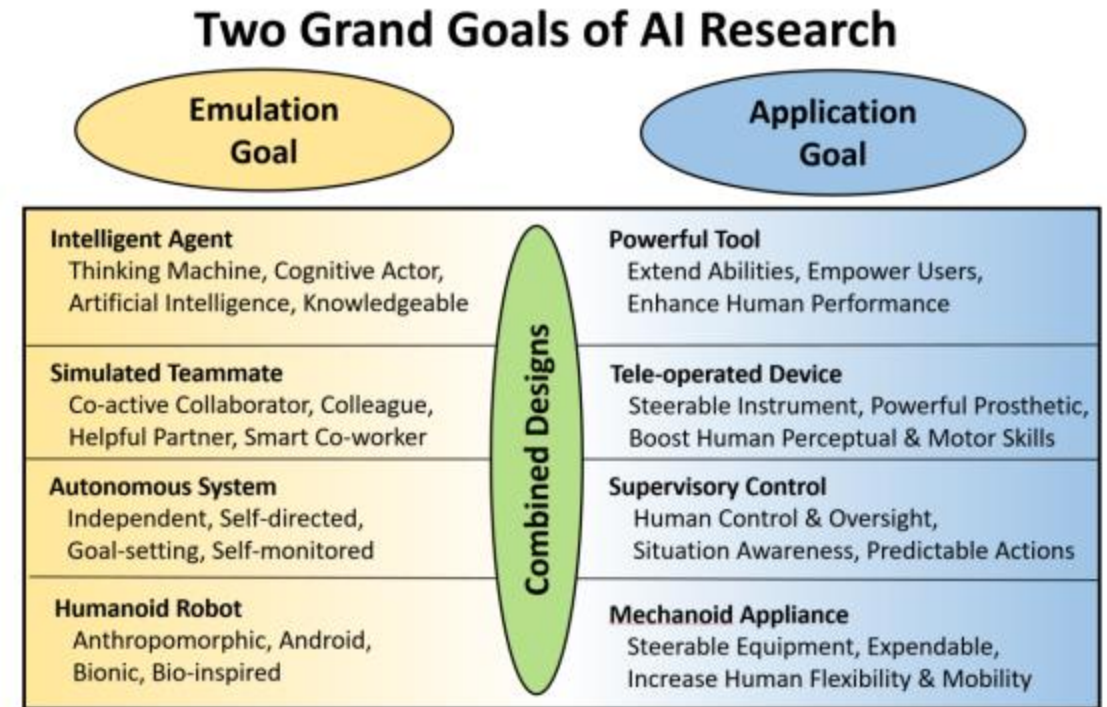 Two Grand Goals of AI Research
Emulation
Goal
Application
Goal
Intelligent Agent
Thinking Machine, Cognitive Actor,
Artificial Intelligence, Knowledgeable
Powerful Tool
Extend Abilities, Empower Users,
Enhance Human Performance
Simulated Teammate
Co-active Collaborator, Colleague,
Helpful Partner, Smart Co-worker
Tele-operated Device
Steerable Instrument, Powerful Prosthetic,
Boost Human Perceptual & Motor Skills
Autonomous System
Independent, Self-directed,
Goal-setting, Self-monitored
Supervisory Control
Human Control & Oversight,
Situation Awareness, Predictable Actions
Humanoid Robot
Anthropomorphic, Android,
Bionic, Bio-inspired
Mechanoid Appliance
Steerable Equipment, Expendable,
Increase Human Flexibility & Mobility
Combined Designs